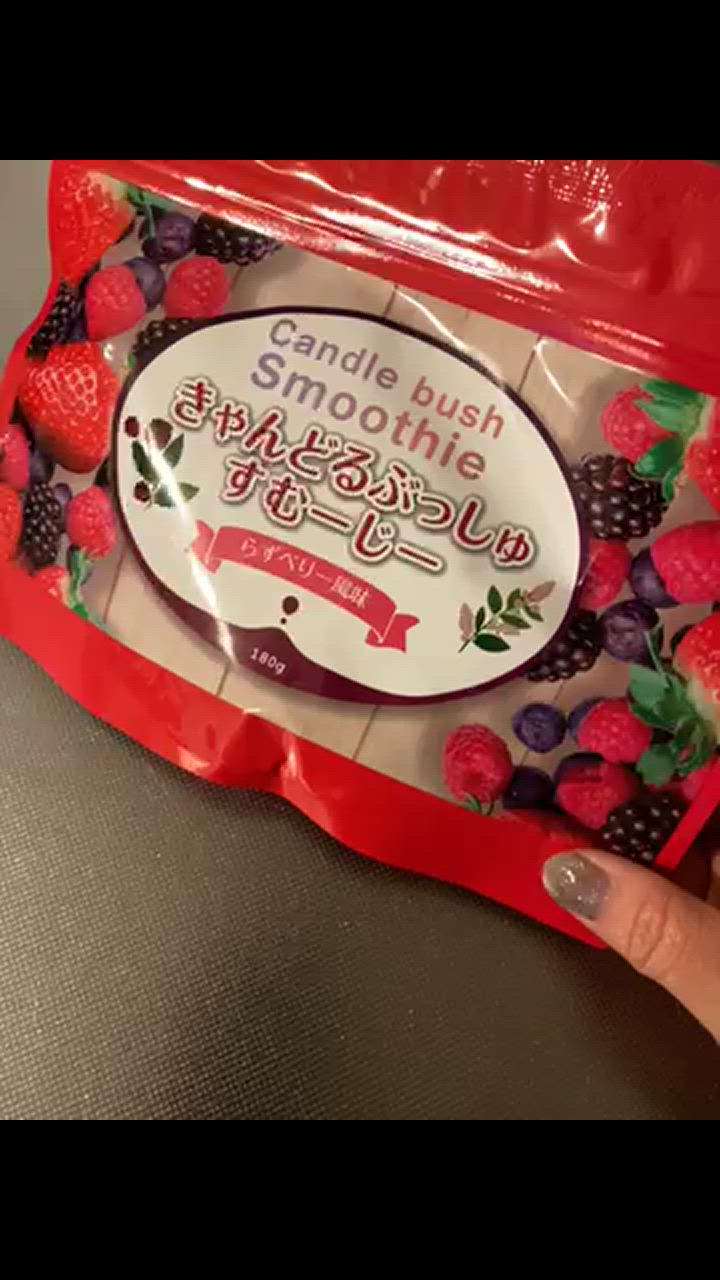 Candle bush
Smoothie
きゃんどるぶっしゅ
すむーじー
らずべりー風味
180g